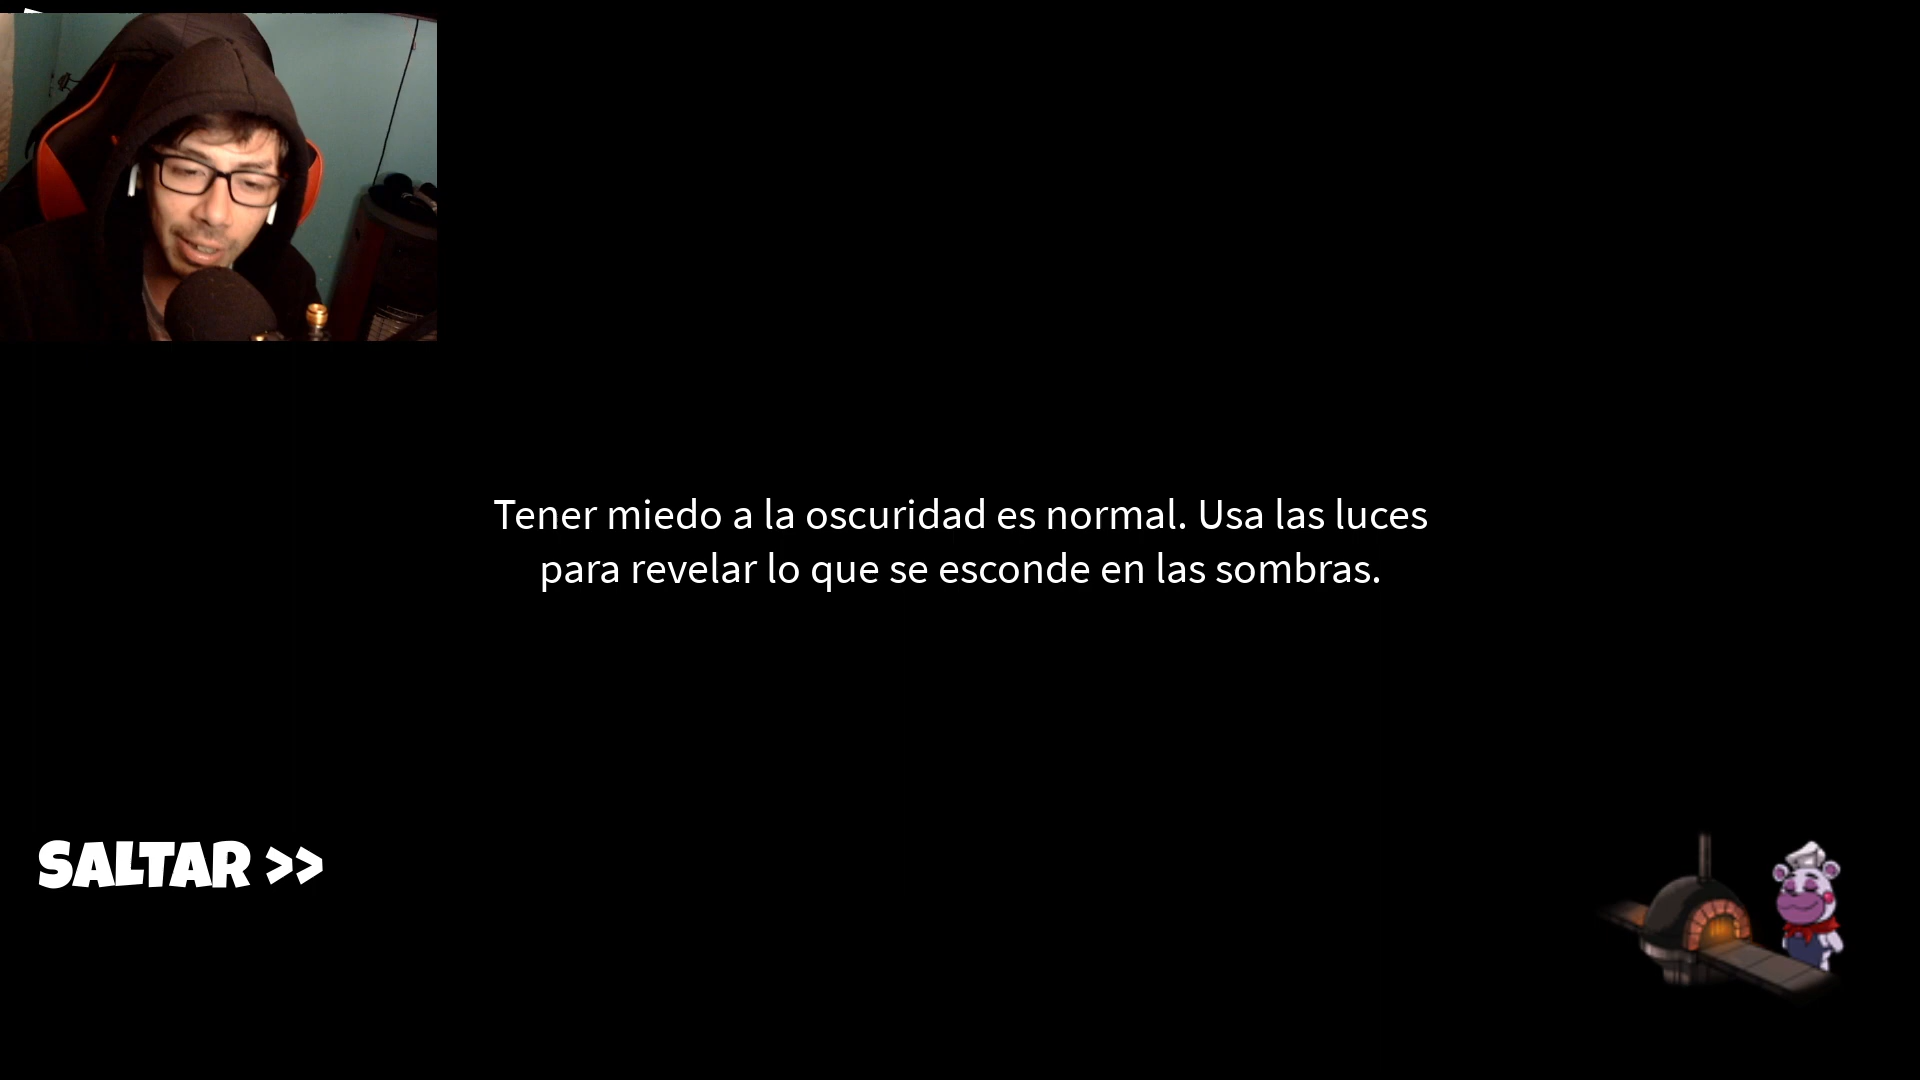 Tener miedo a la oscuridad es normal. Usa las luces
para revelar lo que se esconde en las sombras.
SALTAR >>